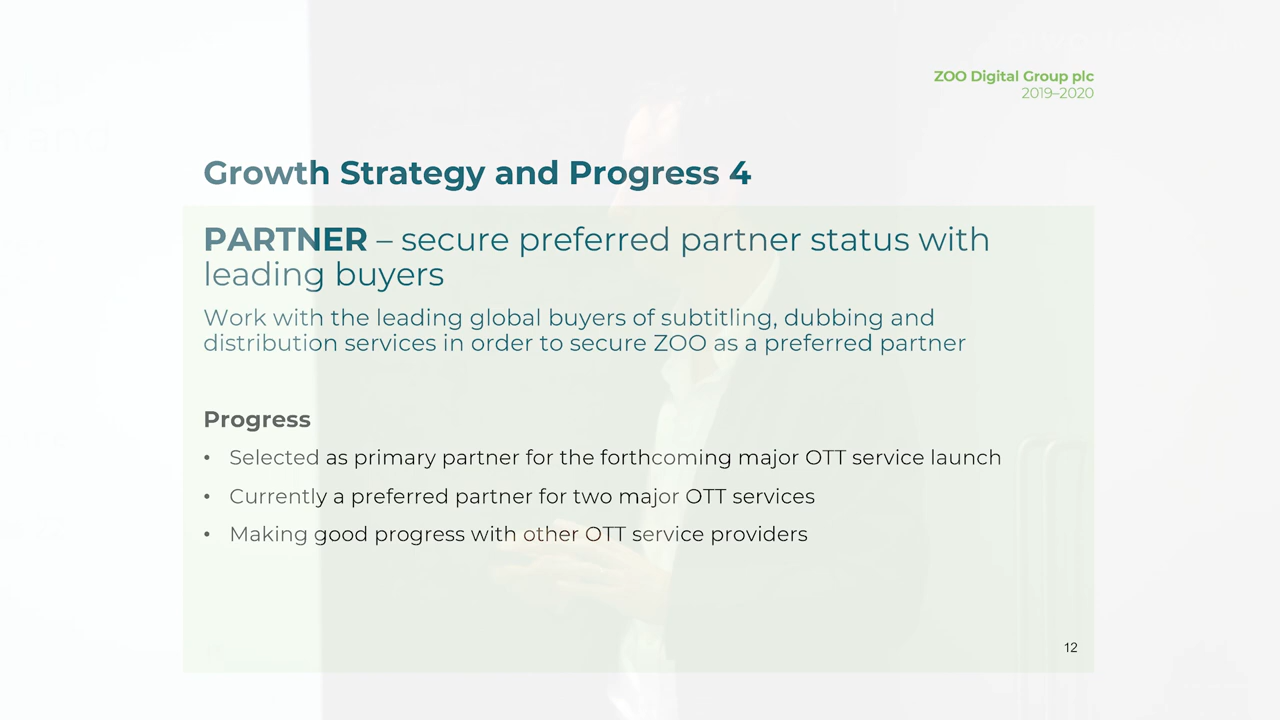 ZOO Digital Group plc
2019–2020
Growth Strategy and Progress 4
PARTNER – secure preferred partner status with
leading buyers
Work with the leading global buyers of subtitling, dubbing and
distribution services in order to secure ZOO as a preferred partner
Progress
• Selected as primary partner for the forthcoming major OTT service launch
• Currently a preferred partner for two major OTT services
• Making good progress with other OTT service providers
12